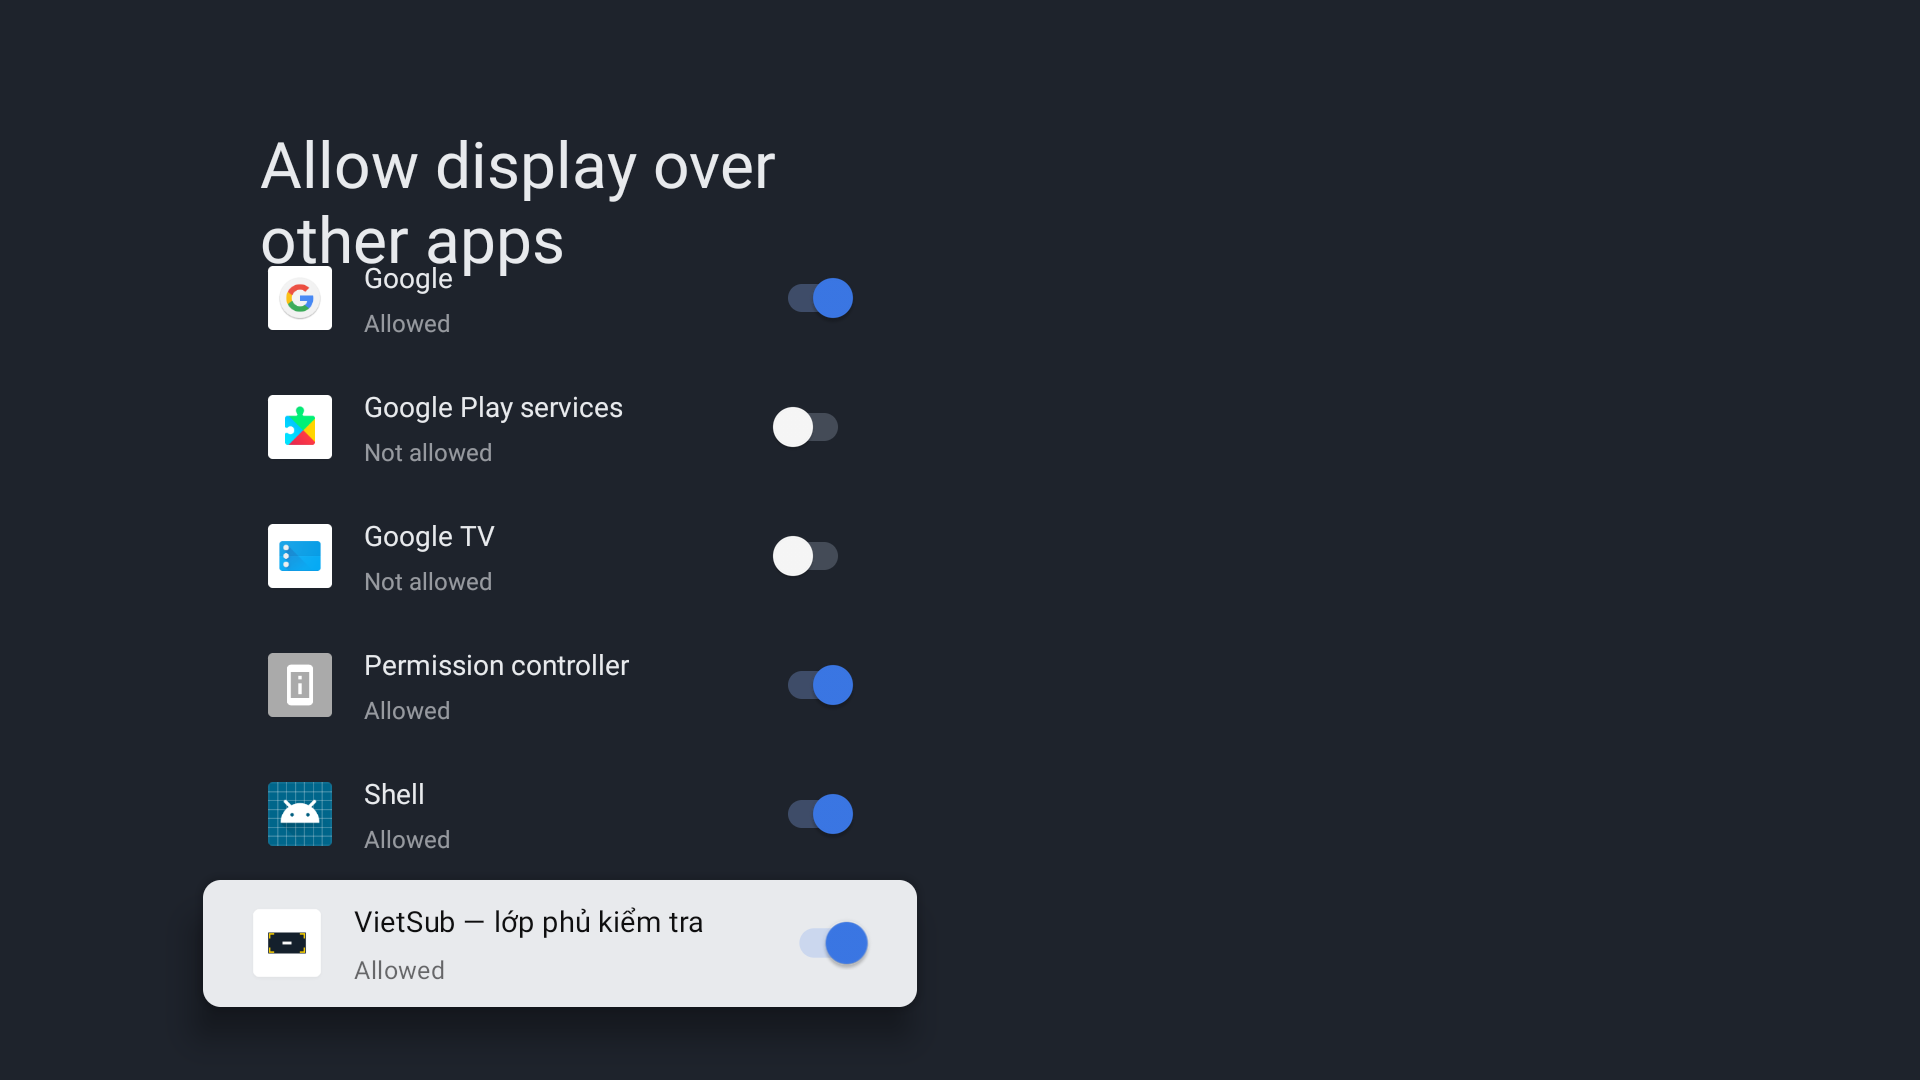 Allow display over
other apps
Google
Allowed
Google Play services
Not allowed
Google TV
Not allowed
Permission controller
Allowed
Shell
Allowed
VietSub — lớp phủ kiểm tra
Allowed